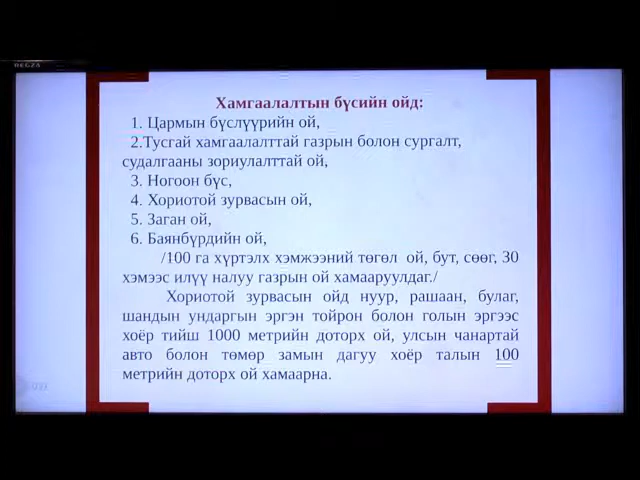 REGZA
Хамгаалалтын бүсийн ойд:
1. Цармын бүслүүрийн ой,
2.Тусгай хамгаалалттай газрын болон сургалт,
судалгааны зориулалттай ой,
3. Ногоон бүс,
4. Хориотой зурвасын ой,
5. Заган ой,
6. Баянбүрдийн ой,
/100 га хүртэлх хэмжээний төгөл ой, бут, сөөг, 30
хэмээс илүү налуу газрын ой хамааруулдаг./
Хориотой зурвасын ойд нуур, рашаан, булаг,
шандын ундаргын эргэн тойрон болон голын эргээс
хоёр тийш 1000 метрийн доторх ой, улсын чанартай
авто болон төмөр замын дагуу хоёр талын 100
метрийн доторх ой хамаарна.